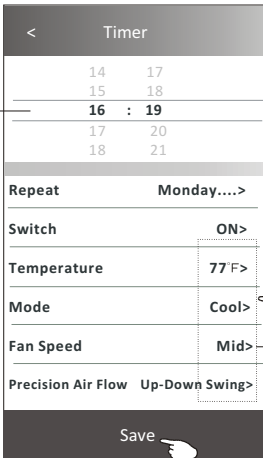 < Timer
14 17
15 18
16 : 19
17 20
18 21
Repeat Monday....>
Switch ON>
Temperature 77°F>
Mode Cool>
Fan Speed Mid>
Precision Air Flow Up-Down Swing>
Save